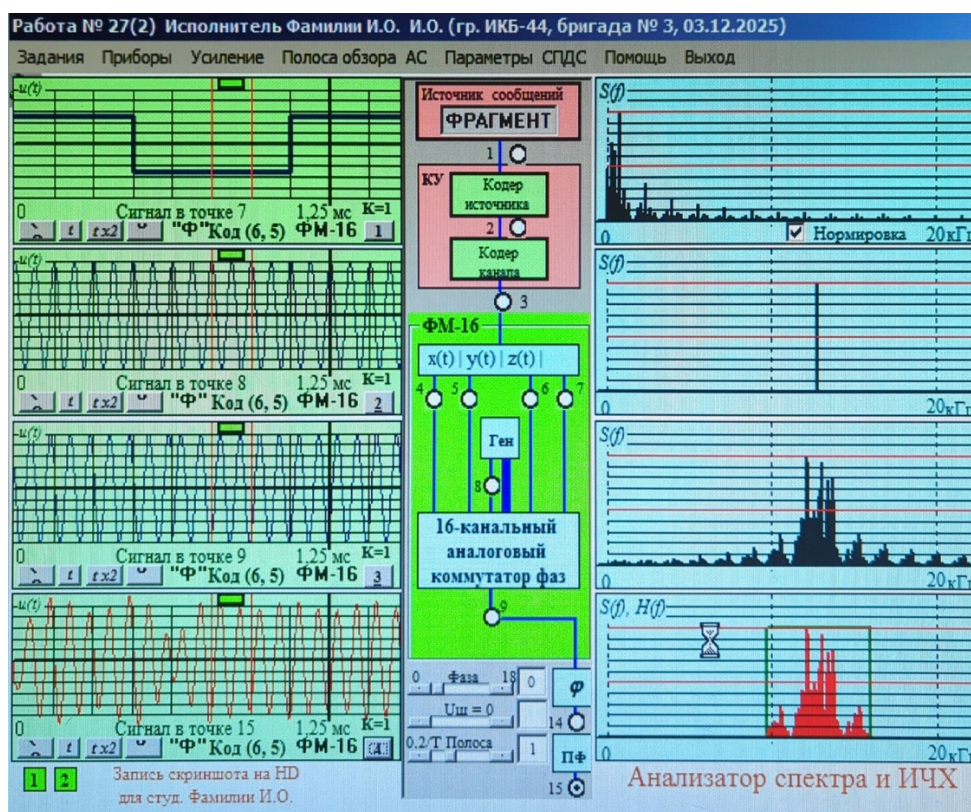 Работа № 27(2) Исполнитель Фамилии И.О. И.О. (гр. ИКБ-44, бригада № 3, 03.12.2025)
Задания Приборы Усиление Полоса обзора АС Параметры СПДС Помощь Выход
u(t)
0 Сигнал в точке 7 1,25 мс K=1
t t x2 "Ф" Код (6, 5) ФМ-16 1
u(t)
0 Сигнал в точке 8 1,25 мс K=1
t t x2 "Ф" Код (6, 5) ФМ-16 2
u(t)
0 Сигнал в точке 9 1,25 мс K=1
t t x2 "Ф" Код (6, 5) ФМ-16 3
u(t)
0 Сигнал в точке 15 1,25 мс K=1
t t x2 "Ф" Код (6, 5) ФМ-16 4
1 2
Запись скриншота на HD
для студ. Фамилии И.О.
Источник сообщений
ФРАГМЕНТ
1
КУ
Кодер
источника
2
Кодер
канала
3
ФМ-16
x(t) | y(t) | z(t) |
4 5 6 7
Ген
8
16-канальный
аналоговый
коммутатор фаз
9
0 Фаза 18 0 φ
Uш = 0
14
0,2/T Полоса 1 ПФ
15
S(f)
Нормировка
0 20кГц
S(f)
0 20кГц
S(f)
0 20кГц
S(f), H(f)
0 20кГц
Анализатор спектра и ИЧХ